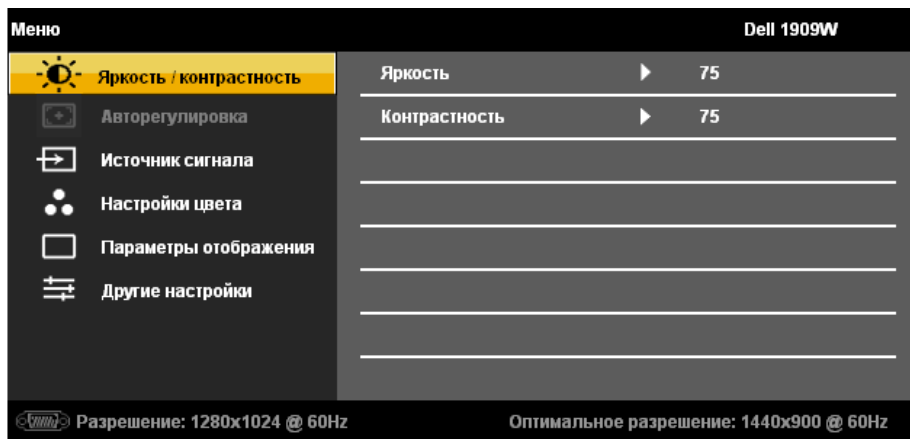 Меню
Dell 1909W
Яркость / контрастность
Яркость
75
Авторегулировка
Контрастность
75
Источник сигнала
Настройки цвета
Параметры отображения
Другие настройки
Разрешение: 1280x1024 @ 60Hz
Оптимальное разрешение: 1440x900 @ 60Hz